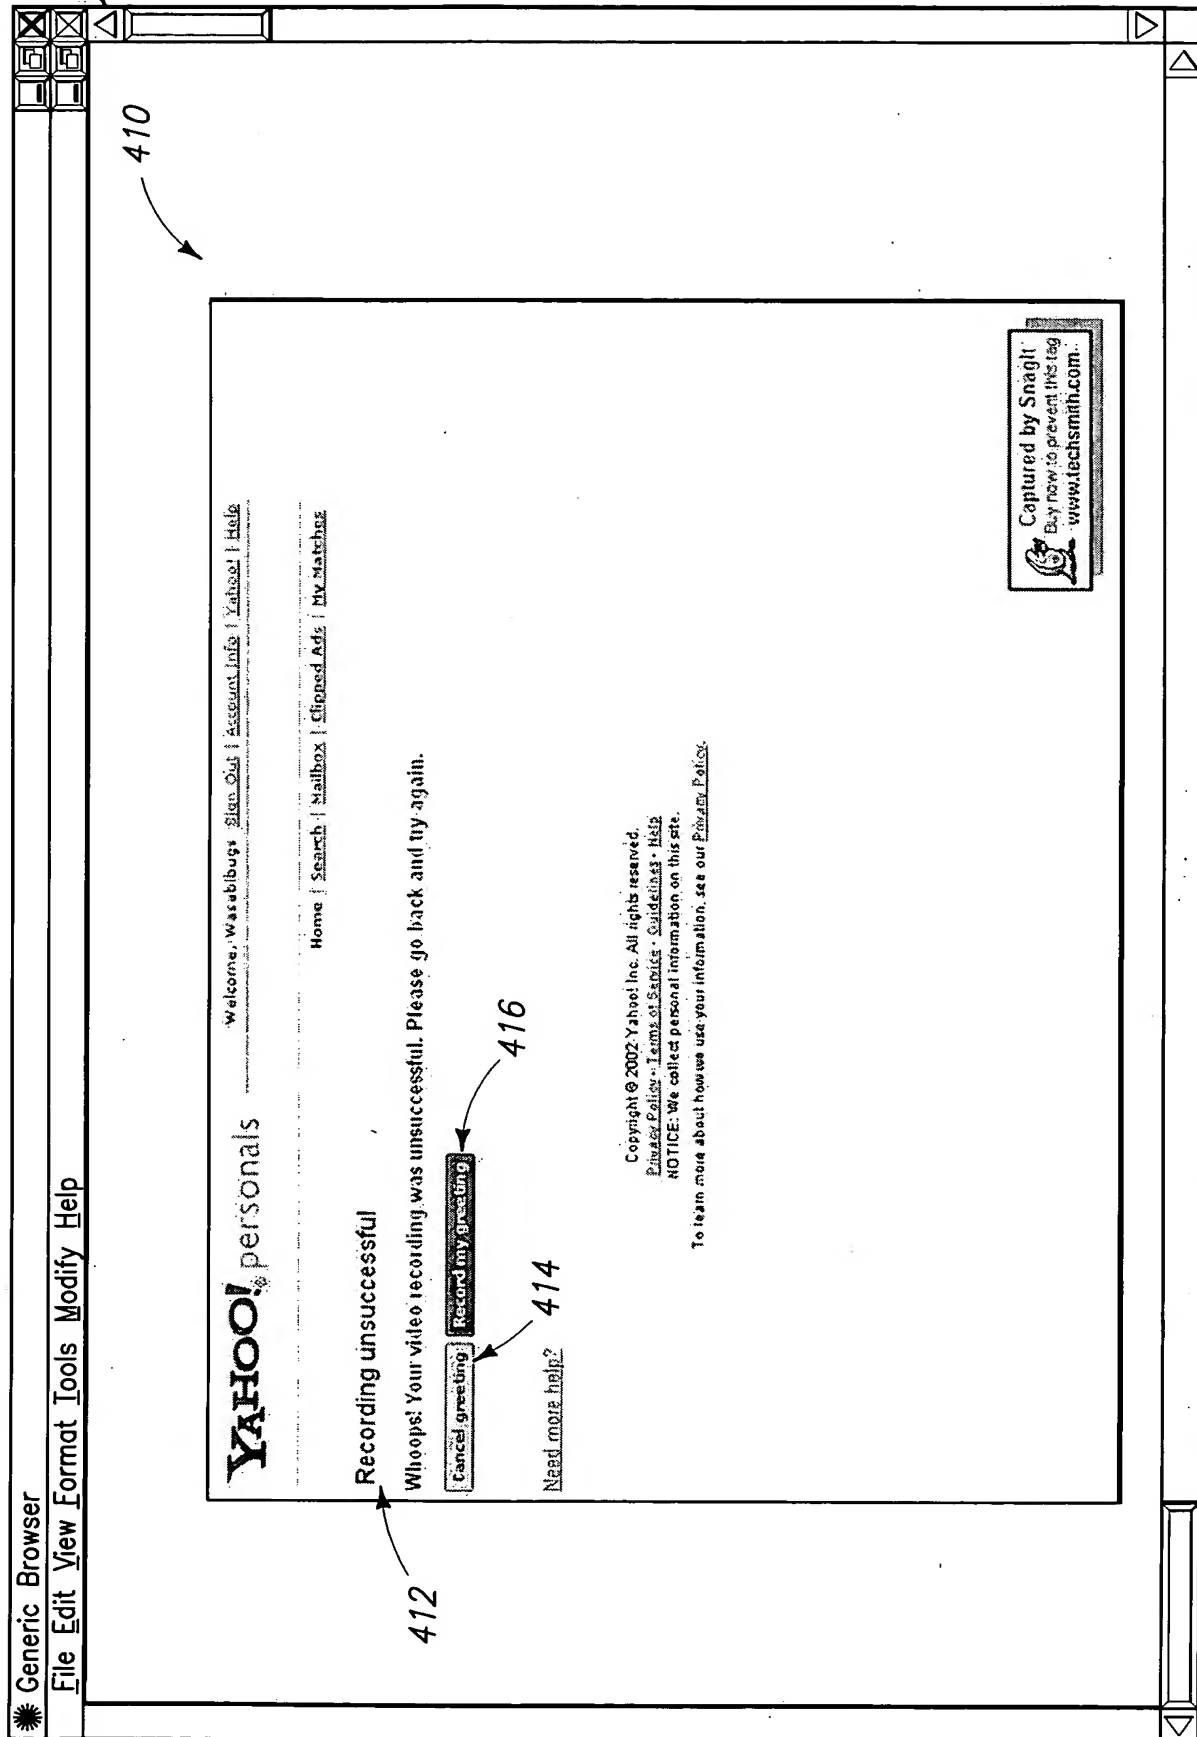 Generic Browser
File Edit View Format Tools Modify Help
410
YAHOO! personals
Welcome, Wasabibugs Sign Out | Account Info | Yahoo! | Help
Home | Search | Mailbox | Clipped Ads | My Matches
412
Recording unsuccessful
Whoops! Your video recording was unsuccessful. Please go back and try again.
Cancel greeting Record my greeting
414
416
Need more help?
Copyright © 2002 Yahoo! Inc. All rights reserved.
Privacy Policy - Terms of Service - Guidelines - Help
NOTICE: We collect personal information on this site.
To learn more about how we use your information, see our Privacy Policy.
Captured by SnagIt
Buy now to prevent this tag
www.techsmith.com